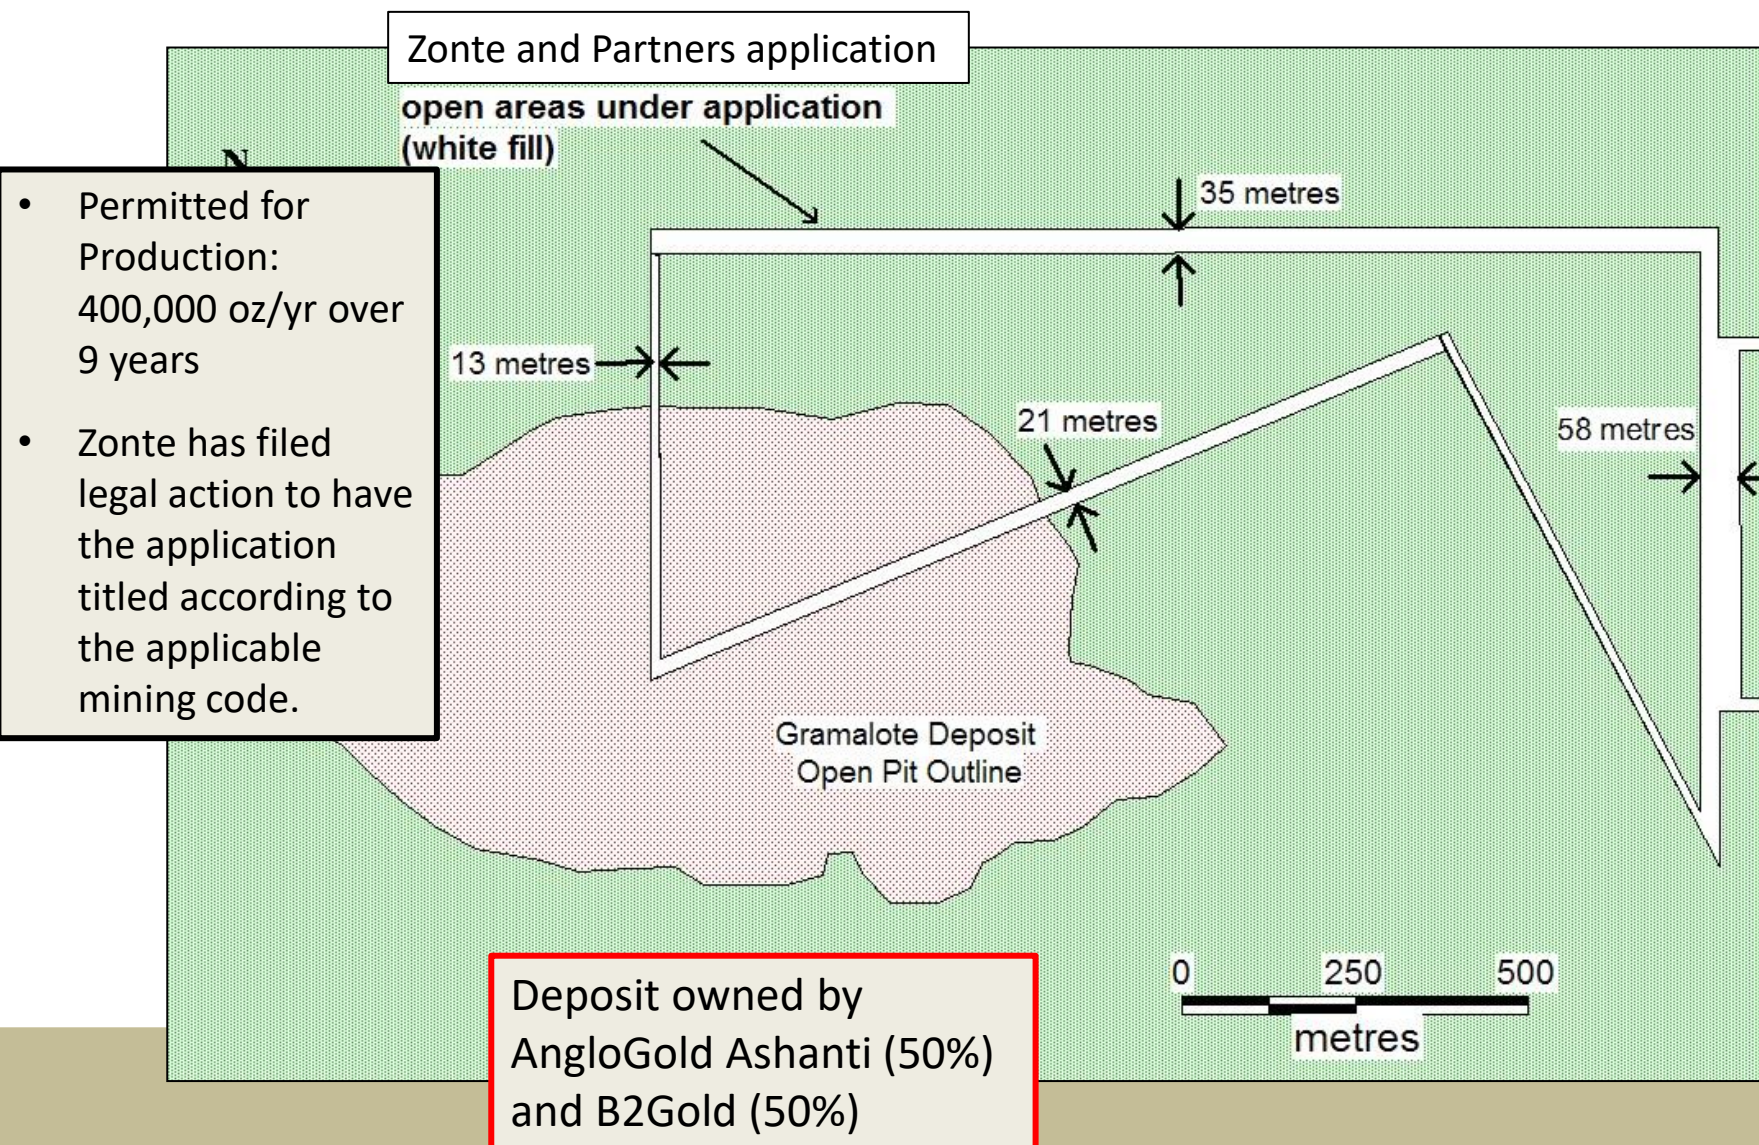 Zonte and Partners application
open areas under application
(white fill)
N
• Permitted for
Production:
400,000 oz/yr over
9 years
• Zonte has filed
legal action to have
the application
titled according to
the applicable
mining code.
35 metres
13 metres
21 metres
58 metres
Gramalote Deposit
Open Pit Outline
0 250 500
metres
Deposit owned by
AngloGold Ashanti (50%)
and B2Gold (50%)